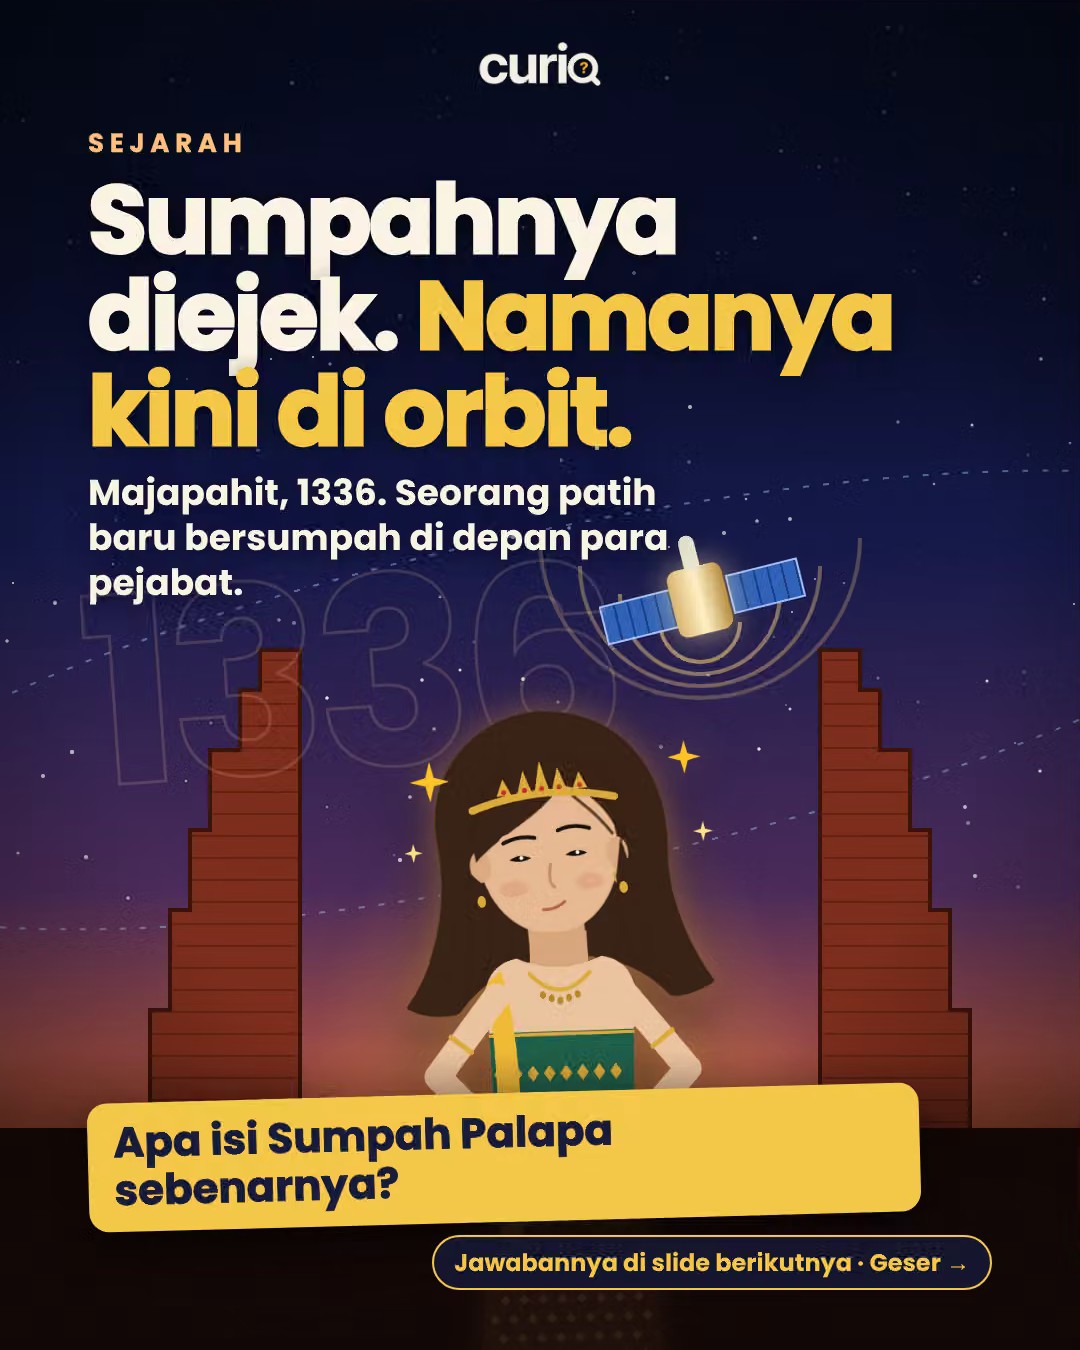 curiq
SEJARAH
Sumpahnya
diejek. Namanya
kini di orbit.
Majapahit, 1336. Seorang patih
baru bersumpah di depan para
pejabat.
1336
Apa isi Sumpah Palapa
sebenarnya?
Jawabannya di slide berikutnya · Geser →